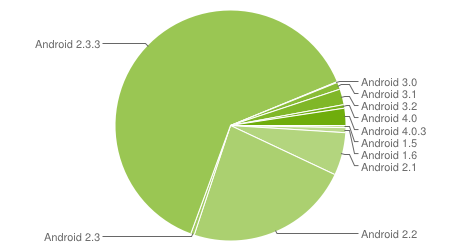 Android 2.3.3
Android 3.0
Android 3.1
Android 3.2
Android 4.0
Android 4.0.3
Android 1.5
Android 1.6
Android 2.1
Android 2.2
Android 2.3